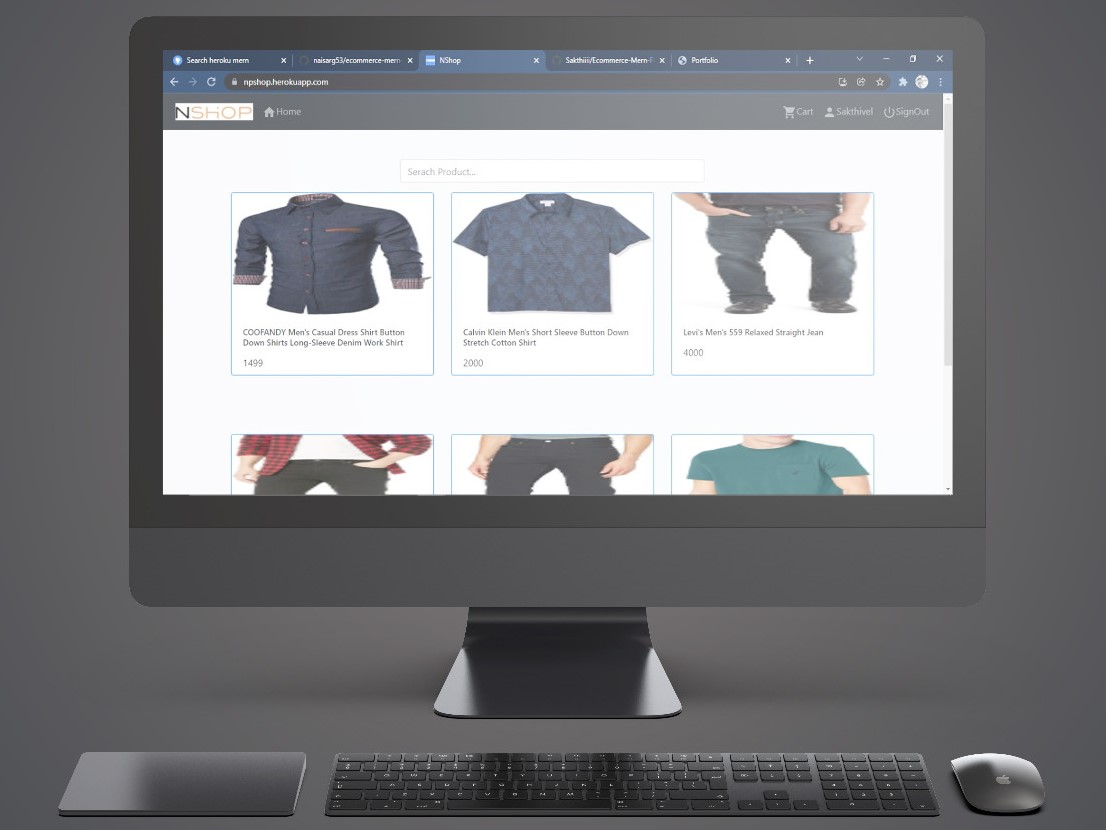 Search heroku mern
naisarg53/ecommerce-mern
NShop
Sakthiiii/Ecommerce-Mern-F
Portfolio
npshop.herokuapp.com
NSHOP Home Cart Sakthivel SignOut
Serach Product...
COOFANDY Men's Casual Dress Shirt Button
Down Shirts Long-Sleeve Denim Work Shirt
1499
Calvin Klein Men's Short Sleeve Button Down
Stretch Cotton Shirt
2000
Levi's Men's 559 Relaxed Straight Jean
4000